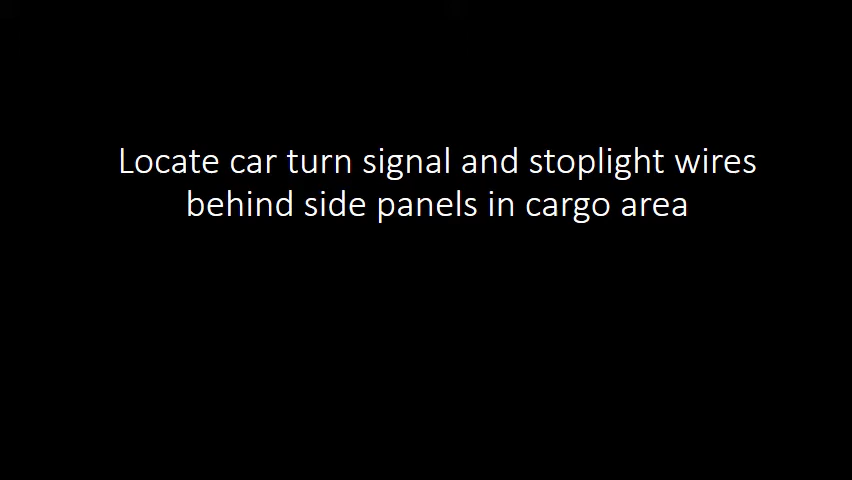 Locate car turn signal and stoplight wires
behind side panels in cargo area